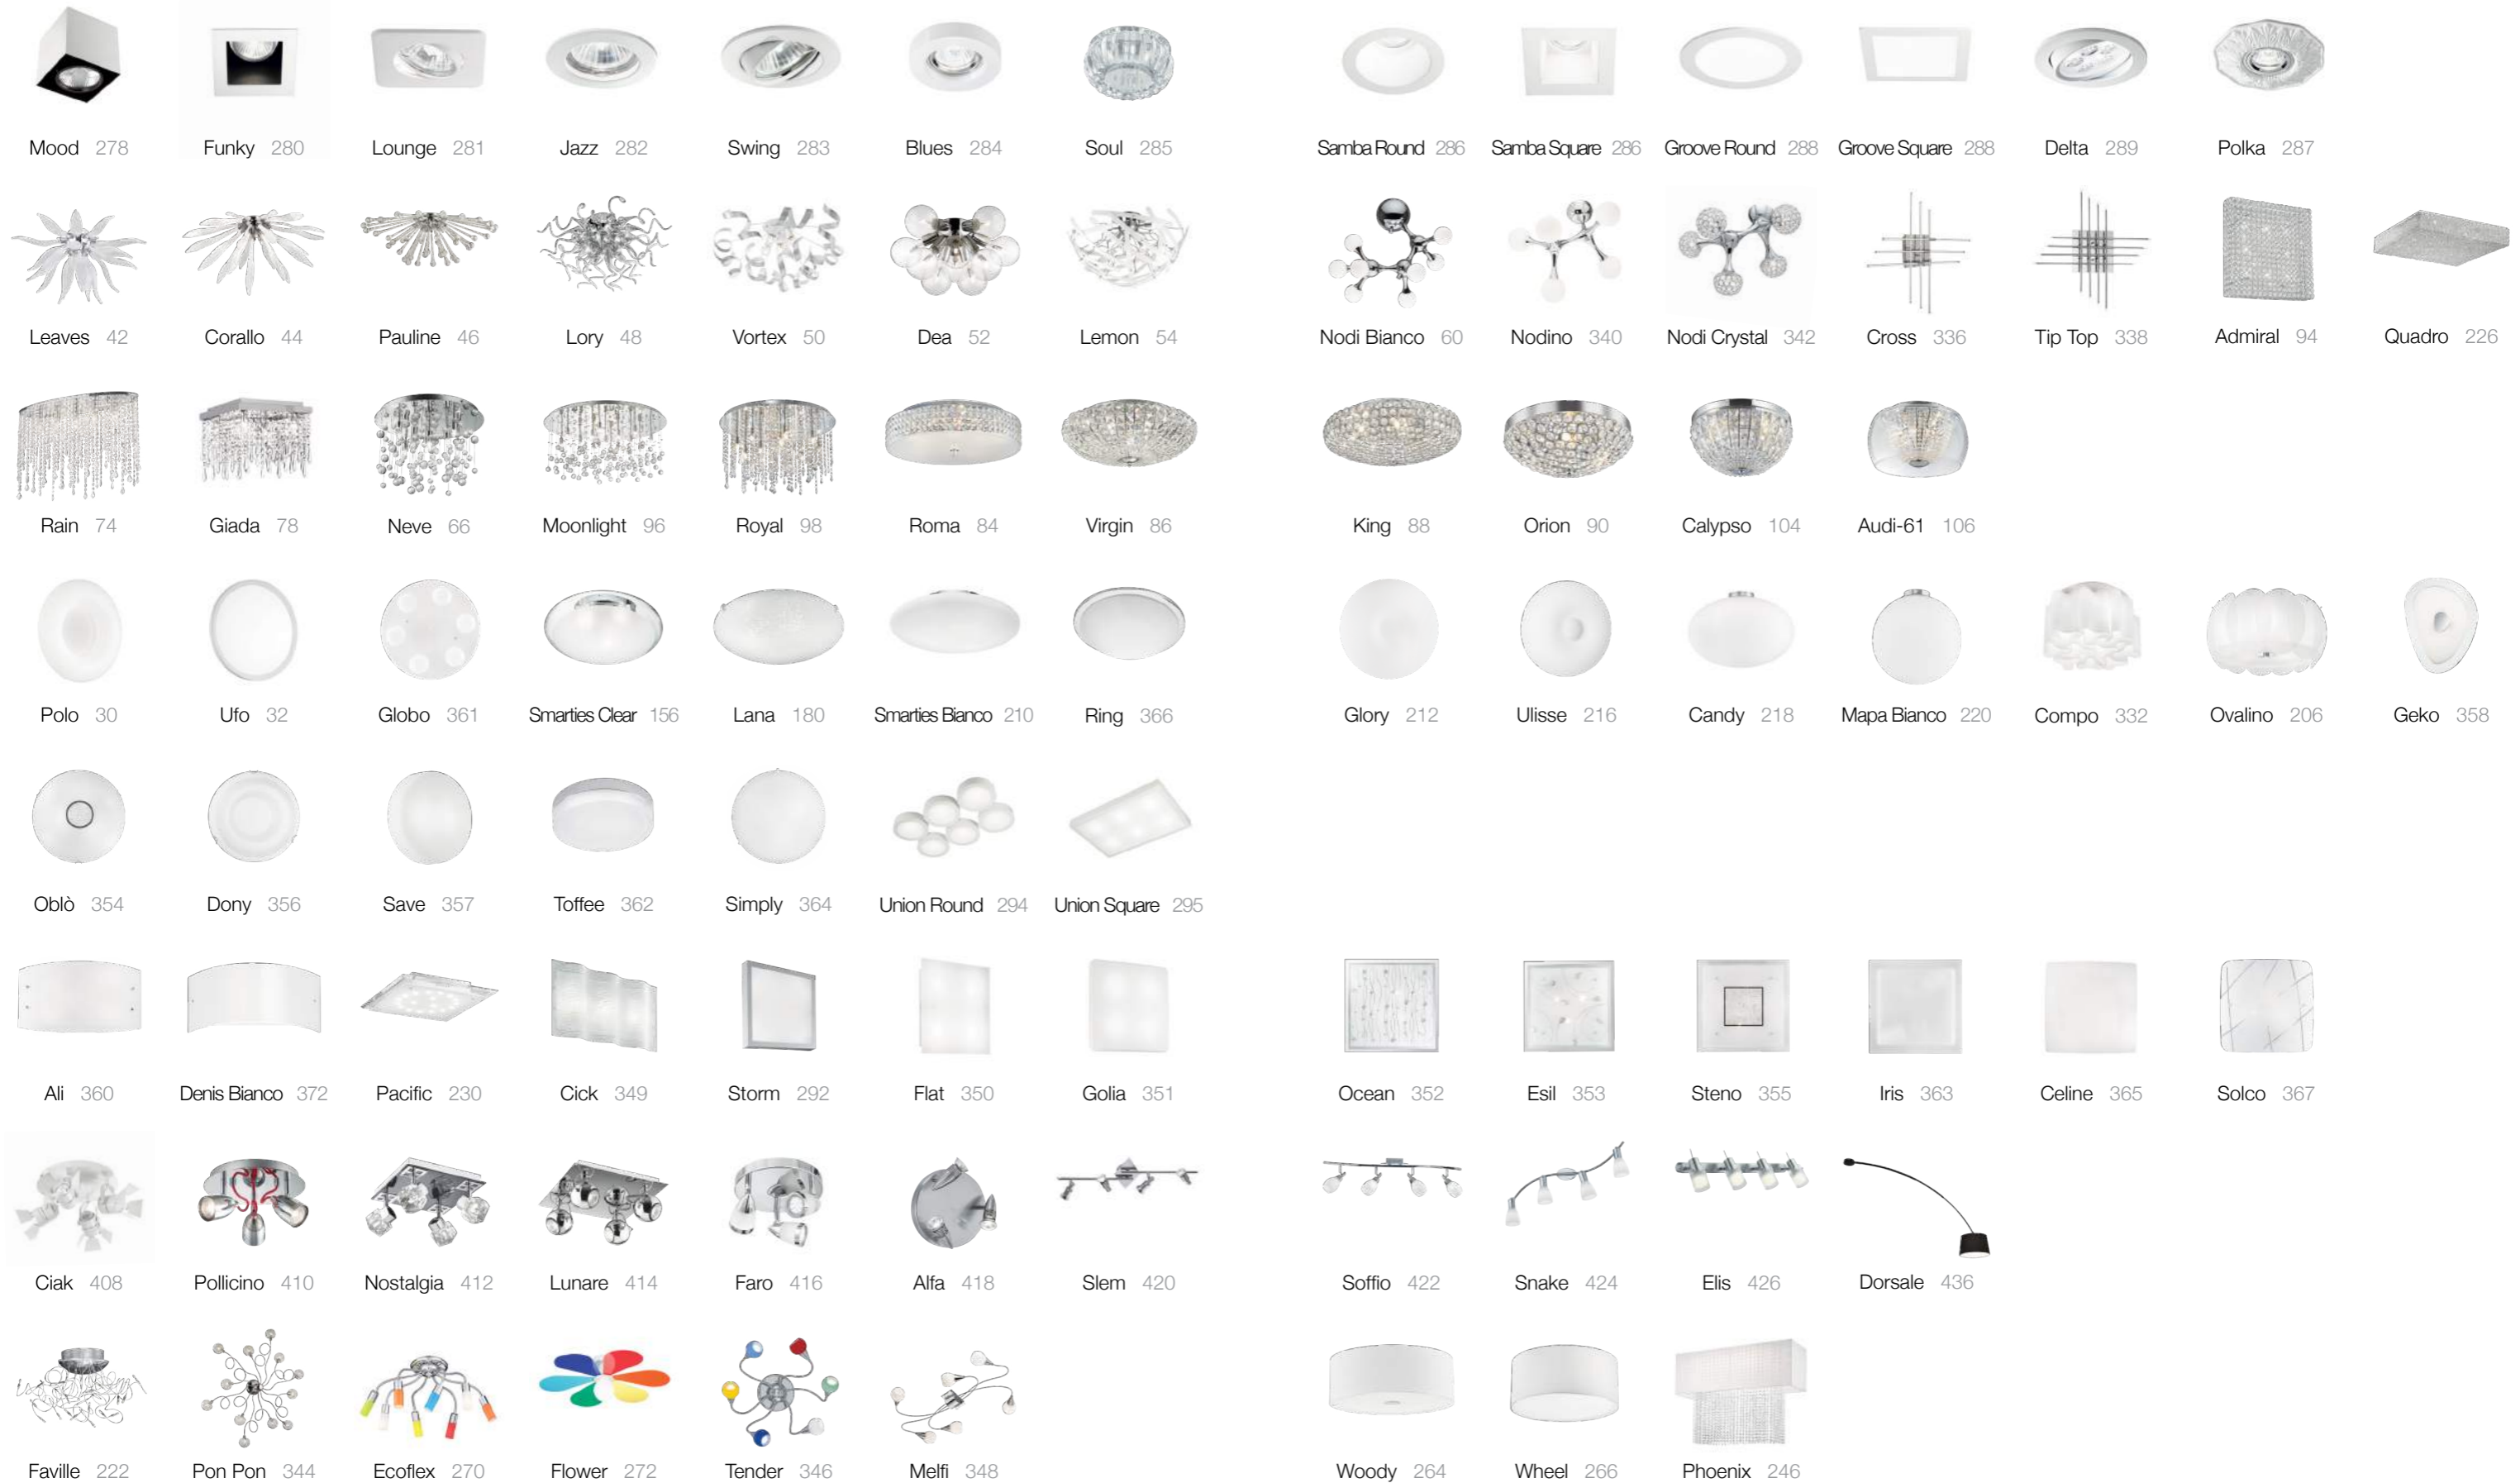 Mood 278 Funky 280 Lounge 281 Jazz 282 Swing 283 Blues 284 Soul 285 Samba Round 286 Samba Square 286 Groove Round 288 Groove Square 288 Delta 289 Polka 287
Leaves 42 Corallo 44 Pauline 46 Lory 48 Vortex 50 Dea 52 Lemon 54 Nodi Bianco 60 Nodino 340 Nodi Crystal 342 Cross 336 Tip Top 338 Admiral 94 Quadro 226
Rain 74 Giada 78 Neve 66 Moonlight 96 Royal 98 Roma 84 Virgin 86 King 88 Orion 90 Calypso 104 Audi-61 106
Polo 30 Ufo 32 Globo 361 Smarties Clear 156 Lana 180 Smarties Bianco 210 Ring 366 Glory 212 Ulisse 216 Candy 218 Mapa Bianco 220 Compo 332 Ovalino 206 Geko 358
Oblò 354 Dony 356 Save 357 Toffee 362 Simply 364 Union Round 294 Union Square 295
Ali 360 Denis Bianco 372 Pacific 230 Cick 349 Storm 292 Flat 350 Golia 351 Ocean 352 Esil 353 Steno 355 Iris 363 Celine 365 Solco 367
Ciak 408 Pollicino 410 Nostalgia 412 Lunare 414 Faro 416 Alfa 418 Slem 420 Soffio 422 Snake 424 Elis 426 Dorsale 436
Faville 222 Pon Pon 344 Ecoflex 270 Flower 272 Tender 346 Melfi 348 Woody 264 Wheel 266 Phoenix 246